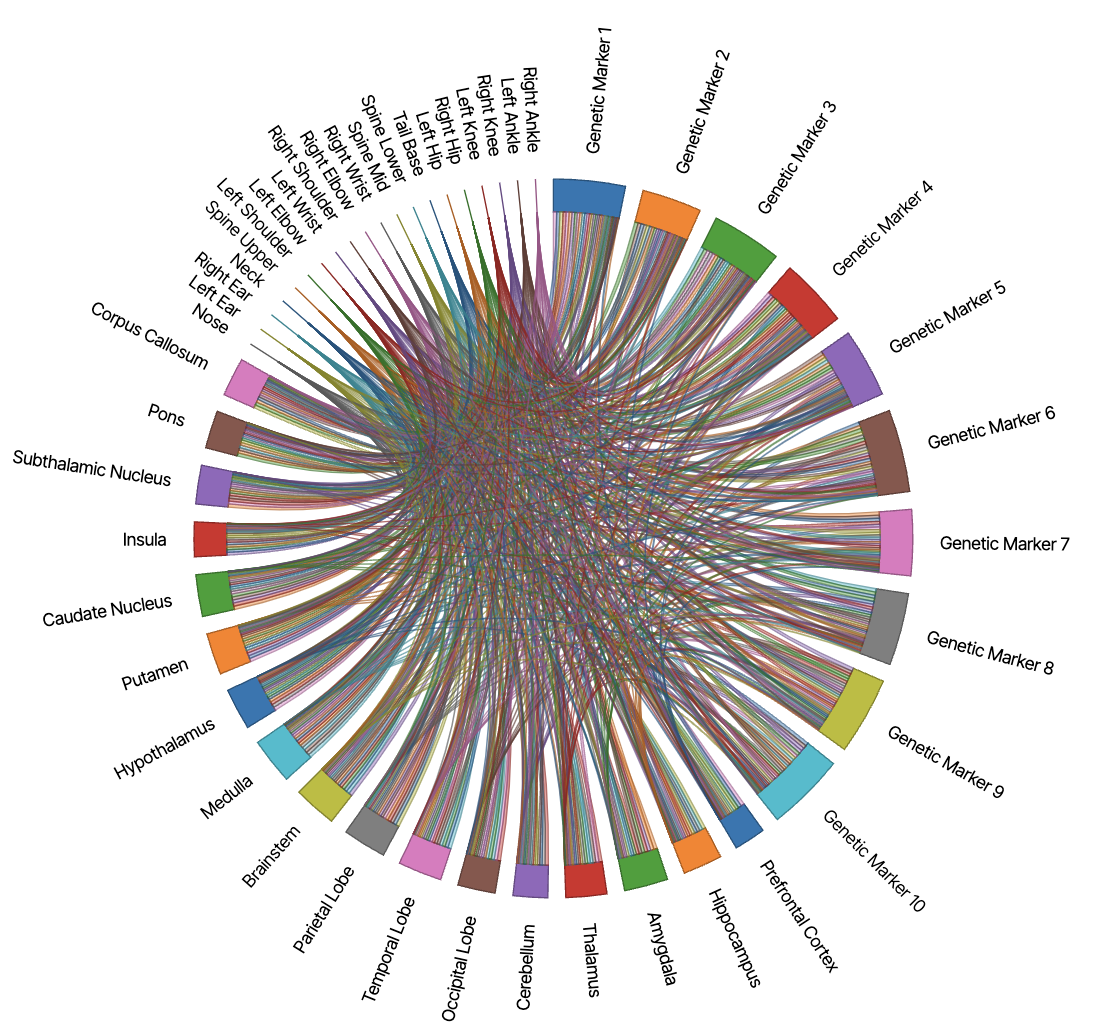 Genetic Marker 1
Genetic Marker 2
Genetic Marker 3
Genetic Marker 4
Genetic Marker 5
Genetic Marker 6
Genetic Marker 7
Genetic Marker 8
Genetic Marker 9
Genetic Marker 10
Prefrontal Cortex
Hippocampus
Amygdala
Thalamus
Cerebellum
Occipital Lobe
Temporal Lobe
Parietal Lobe
Brainstem
Medulla
Hypothalamus
Putamen
Caudate Nucleus
Insula
Subthalamic Nucleus
Pons
Corpus Callosum
Nose
Left Ear
Right Ear
Neck
Spine Upper
Left Shoulder
Left Elbow
Left Wrist
Right Shoulder
Right Elbow
Right Wrist
Spine Mid
Spine Lower
Tail Base
Left Hip
Right Hip
Left Knee
Right Knee
Left Ankle
Right Ankle